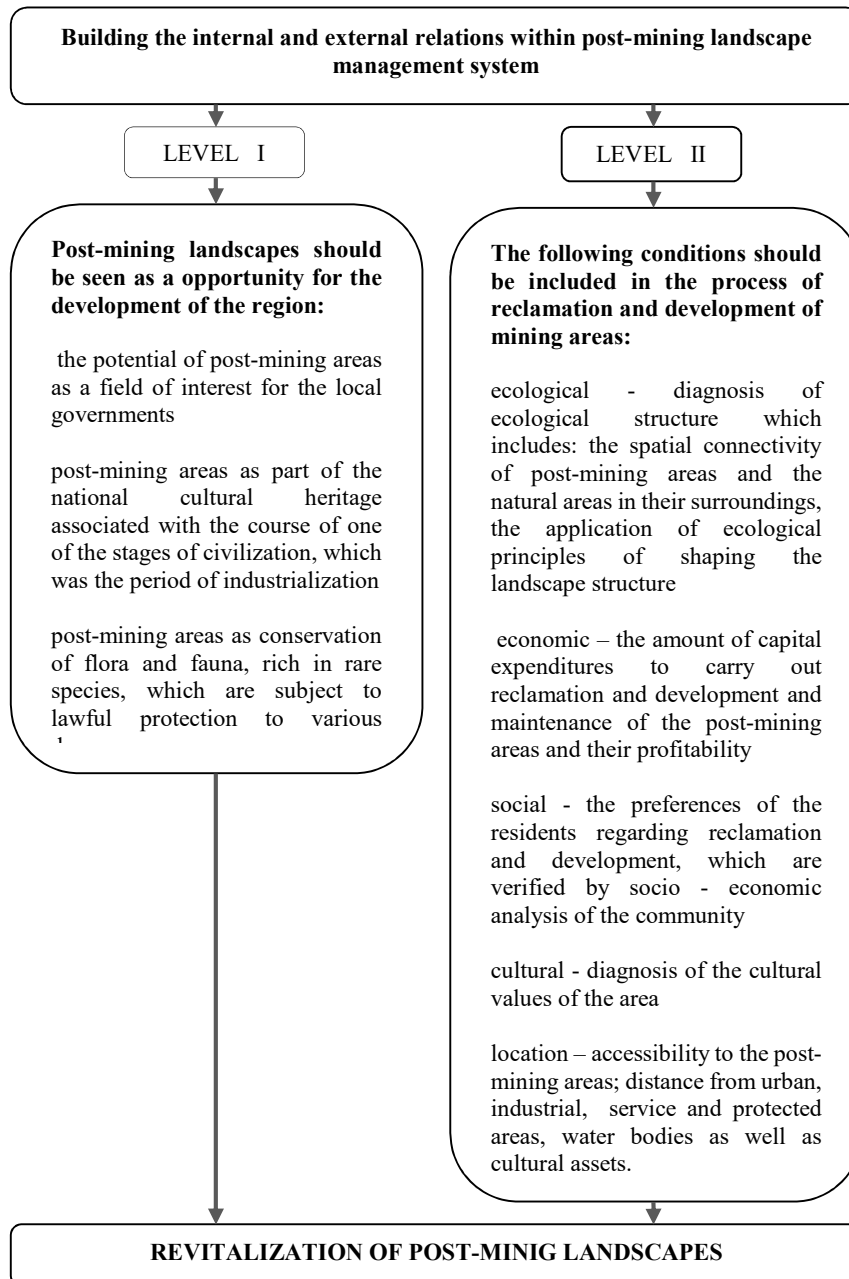 Building the internal and external relations within post-mining landscape
management system
LEVEL I
Post-mining landscapes should
be seen as a opportunity for the
development of the region:
the potential of post-mining areas
as a field of interest for the local
governments
post-mining areas as part of the
national cultural heritage
associated with the course of one
of the stages of civilization, which
was the period of industrialization
post-mining areas as conservation
of flora and fauna, rich in rare
species, which are subject to
lawful protection to various
LEVEL II
The following conditions should
be included in the process of
reclamation and development of
mining areas:
ecological - diagnosis of
ecological structure which
includes: the spatial connectivity
of post-mining areas and the
natural areas in their surroundings,
the application of ecological
principles of shaping the
landscape structure
economic – the amount of capital
expenditures to carry out
reclamation and development and
maintenance of the post-mining
areas and their profitability
social - the preferences of the
residents regarding reclamation
and development, which are
verified by socio - economic
analysis of the community
cultural - diagnosis of the cultural
values of the area
location – accessibility to the post-
mining areas; distance from urban,
industrial, service and protected
areas, water bodies as well as
cultural assets.
REVITALIZATION OF POST-MINIG LANDSCAPES